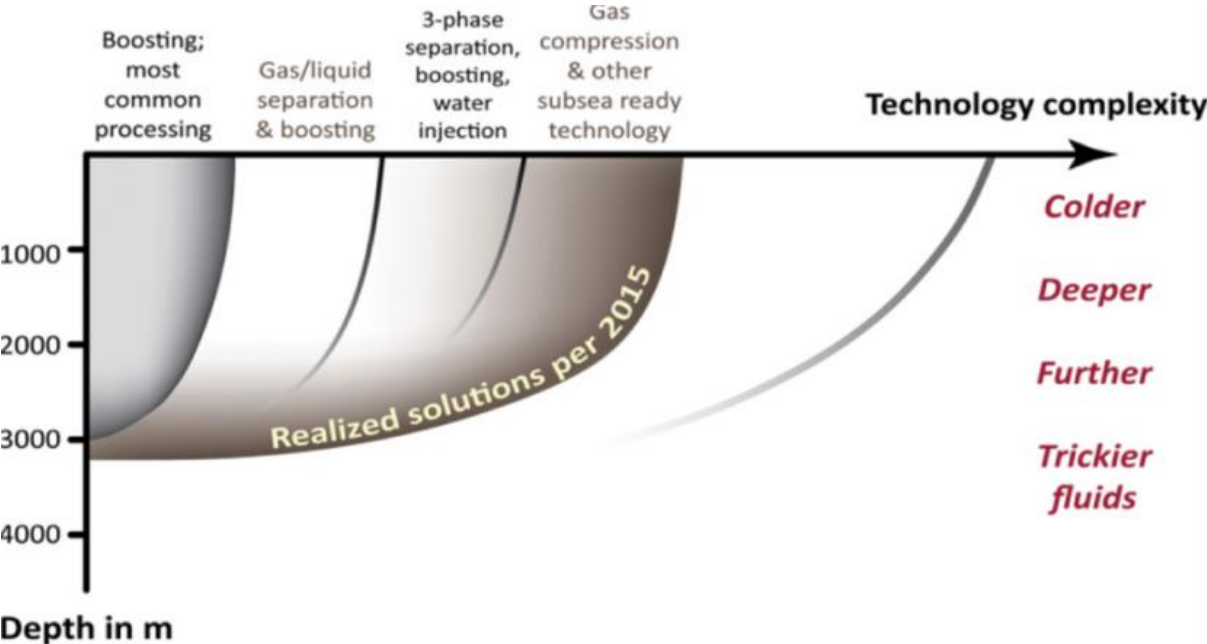 Boosting;
most
common
processing
Gas/liquid
separation
& boosting
3-phase
separation,
boosting,
water
injection
Gas
compression
& other
subsea ready
technology
Technology complexity
1000
2000
3000
4000
Depth in m
Realized solutions per 2015
Colder
Deeper
Further
Trickier
fluids